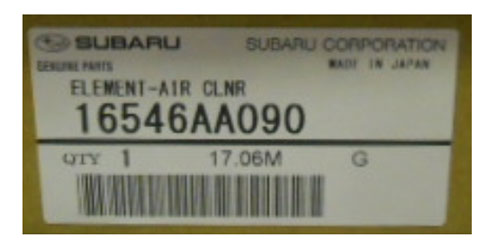 SUBARU SUBARU CORPORATION
GENUINE PARTS MADE IN JAPAN
ELEMENT-AIR CLNR
16546AA090
QTY 1 17.06M G